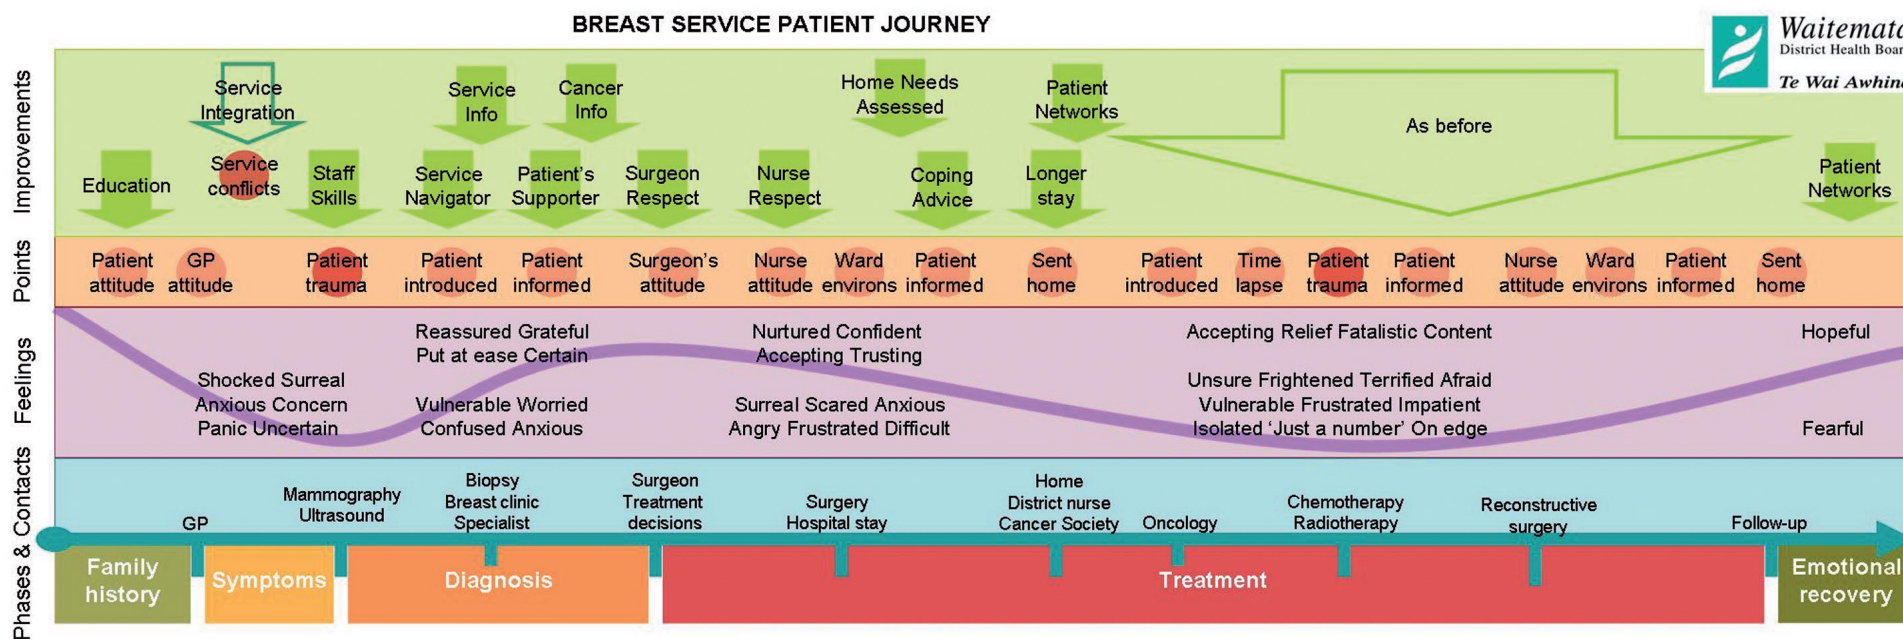 BREAST SERVICE PATIENT JOURNEY
Waitemata
District Health Boar
Te Wai Awhina
Improvements
Service
Integration
Service
Info
Cancer
Info
Home Needs
Assessed
Patient
Networks
As before
Education
Service
conflicts
Staff
Skills
Service
Navigator
Patient's
Supporter
Surgeon
Respect
Nurse
Respect
Coping
Advice
Longer
stay
Patient
Networks
Points
Patient
attitude
GP
attitude
Patient
trauma
Patient
introduced
Patient
informed
Surgeon's
attitude
Nurse
attitude
Ward
environs
Patient
informed
Sent
home
Patient
introduced
Time
lapse
Patient
trauma
Patient
informed
Nurse
attitude
Ward
environs
Patient
informed
Sent
home
Feelings
Shocked Surreal
Anxious Concern
Panic Uncertain
Reassured Grateful
Put at ease Certain
Vulnerable Worried
Confused Anxious
Nurtured Confident
Accepting Trusting
Surreal Scared Anxious
Angry Frustrated Difficult
Accepting Relief Fatalistic Content
Unsure Frightened Terrified Afraid
Vulnerable Frustrated Impatient
Isolated ‘Just a number’ On edge
Hopeful
Fearful
Phases & Contacts
GP
Mammography
Ultrasound
Biopsy
Breast clinic
Specialist
Surgeon
Treatment
decisions
Surgery
Hospital stay
Home
District nurse
Cancer Society
Oncology
Chemotherapy
Radiotherapy
Reconstructive
surgery
Follow-up
Family
history
Symptoms
Diagnosis
Treatment
Emotional
recovery